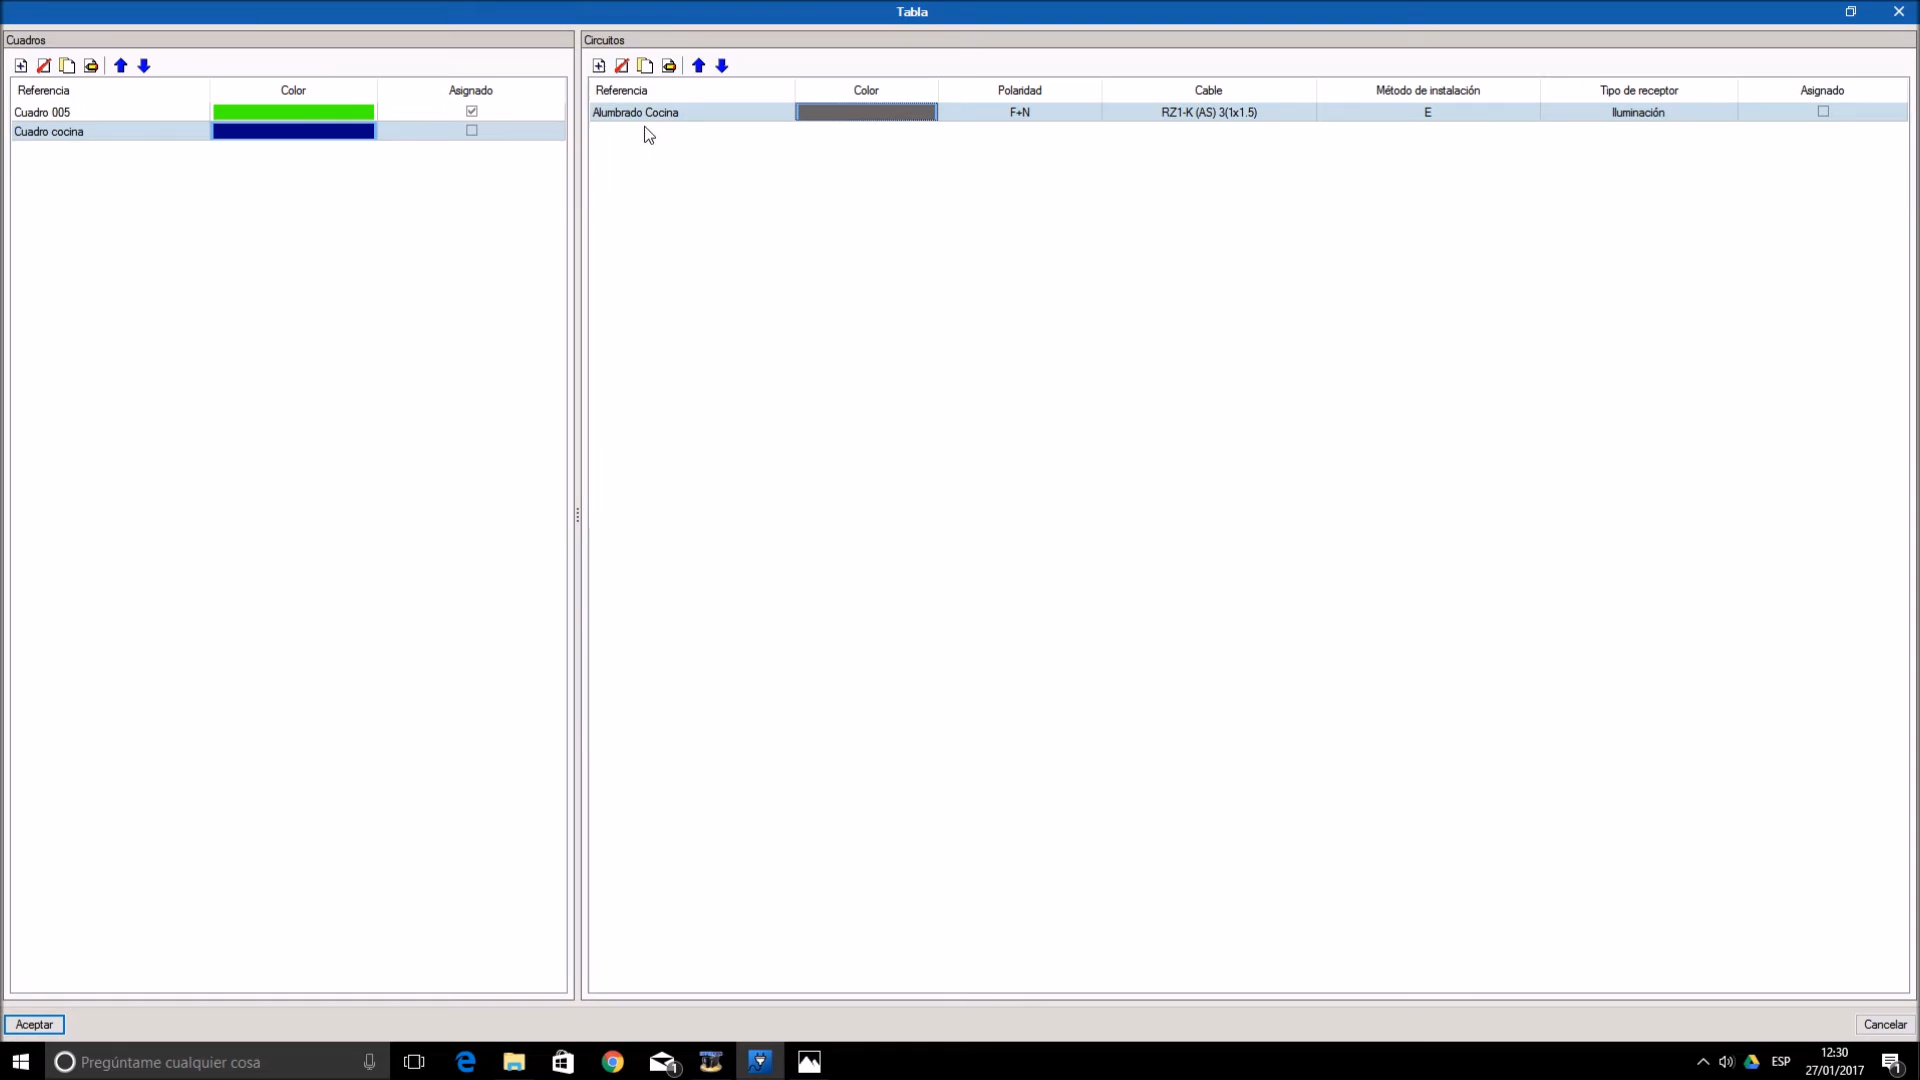 Tabla
Cuadros
Referencia Color Asignado
Cuadro 005
Cuadro cocina
Circuitos
Referencia Color Polaridad Cable Método de instalación Tipo de receptor Asignado
Alumbrado Cocina F+N RZ1-K (AS) 3(1x1.5) E Iluminación
Aceptar Cancelar
Pregúntame cualquier cosa 1 ESP 12:30 1
27/01/2017